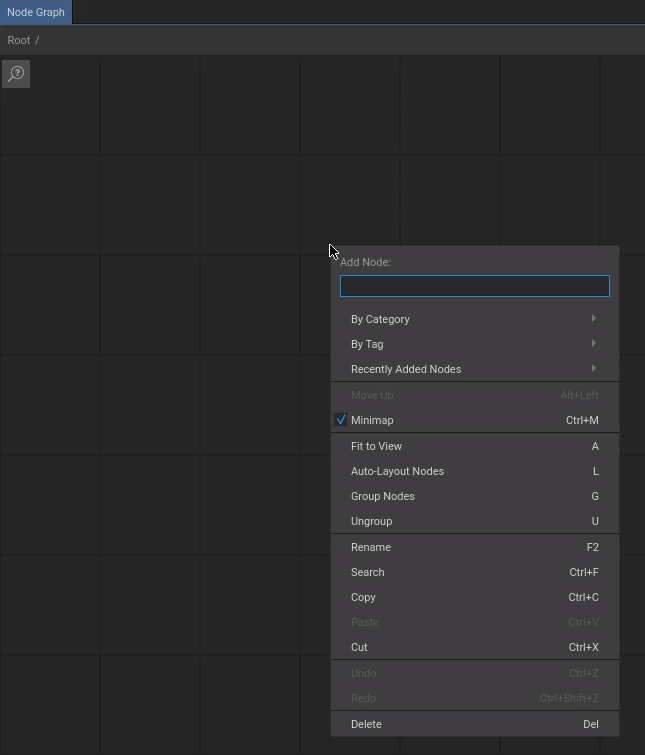 Node Graph
Root /
Add Node:
By Category
By Tag
Recently Added Nodes
Move Up Alt+Left
Minimap Ctrl+M
Fit to View A
Auto-Layout Nodes L
Group Nodes G
Ungroup U
Rename F2
Search Ctrl+F
Copy Ctrl+C
Paste Ctrl+V
Cut Ctrl+X
Undo Ctrl+Z
Redo Ctrl+Shift+Z
Delete Del